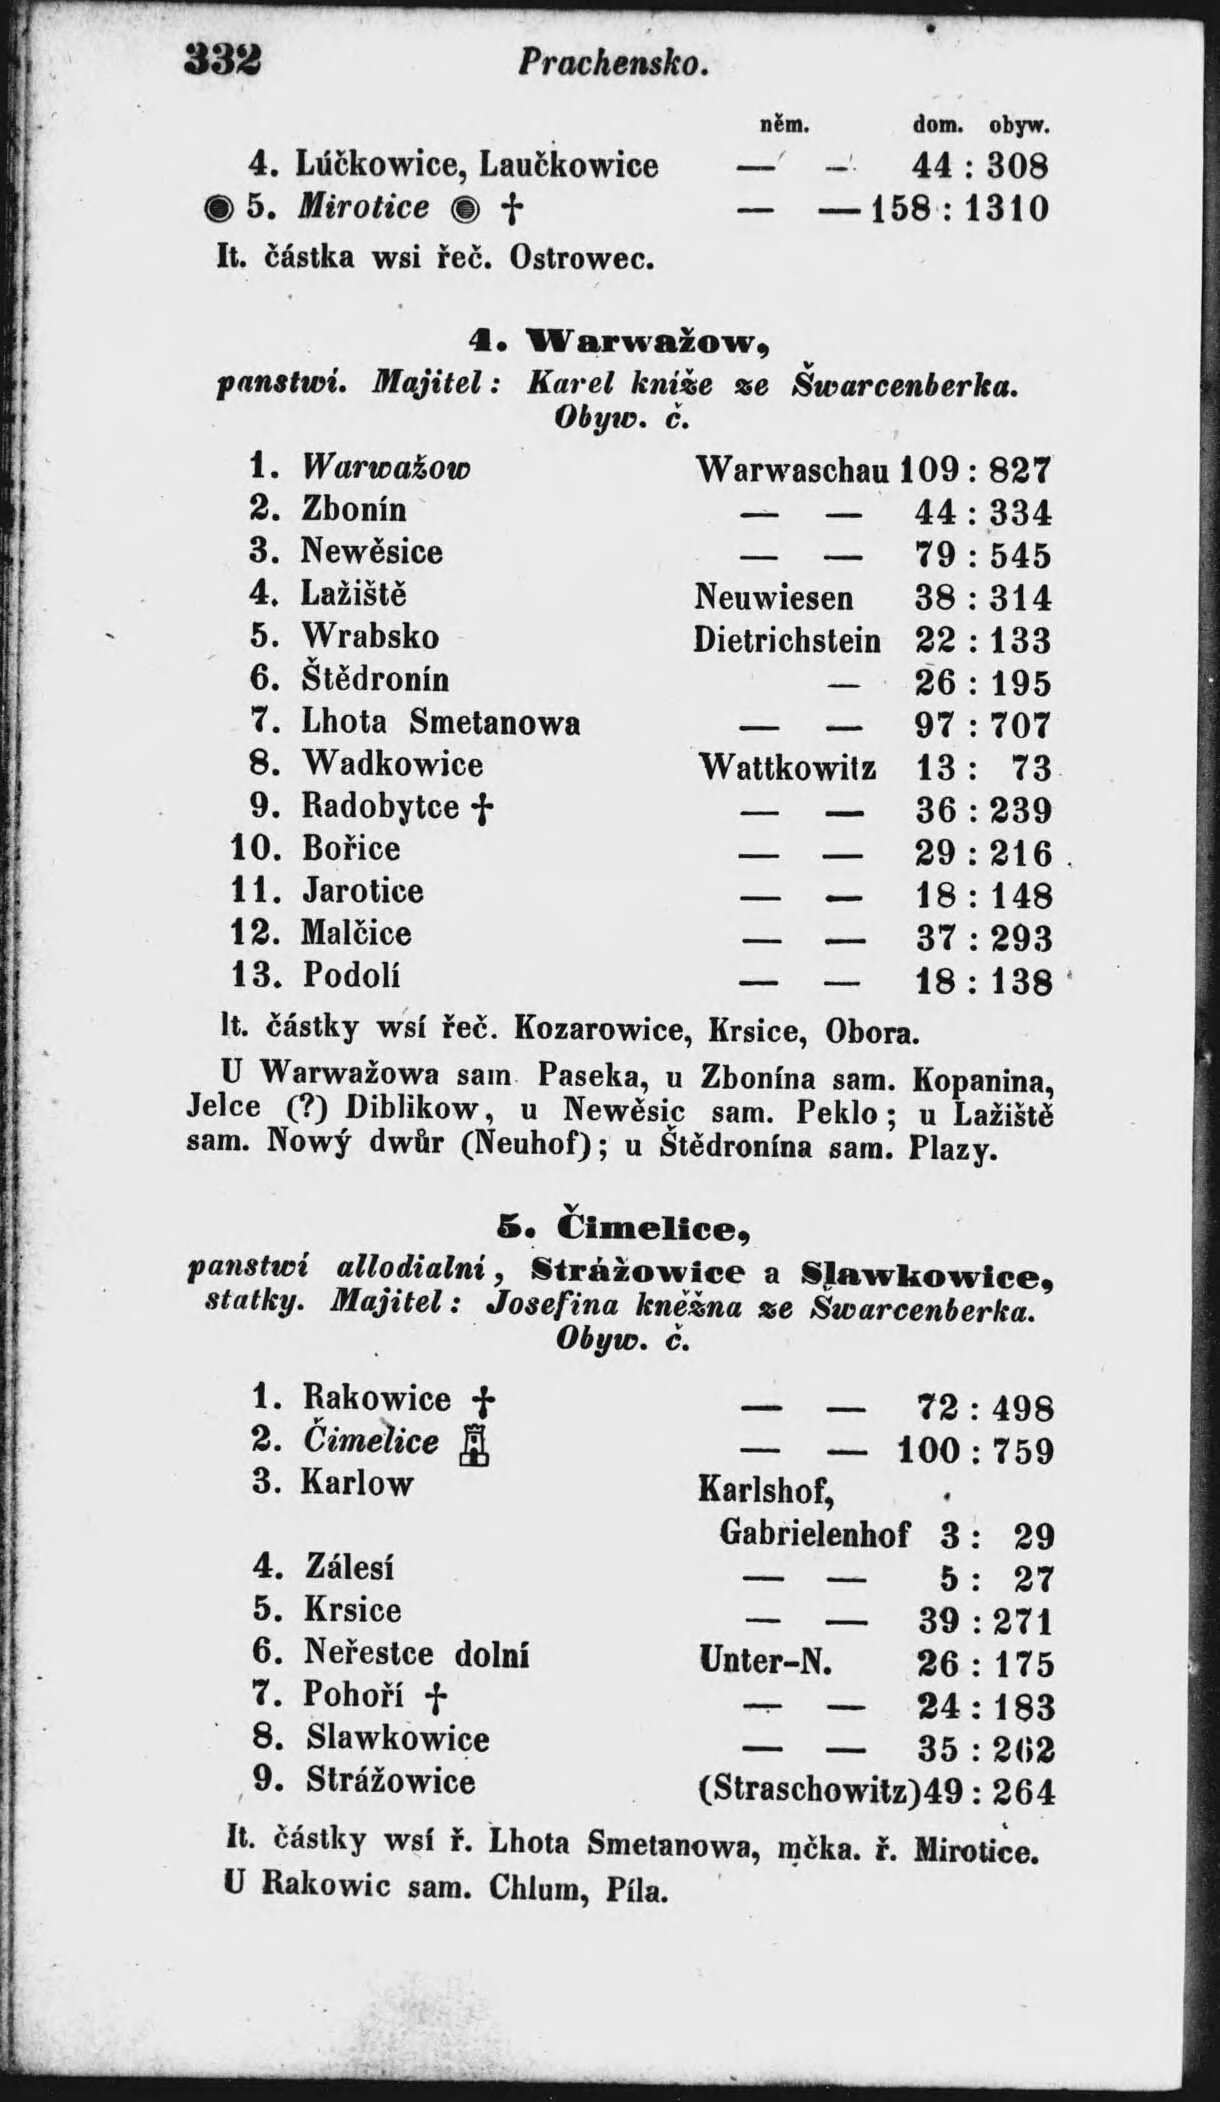 332 Prachensko.
něm. dom. obyw.
4. Lúčkowice, Laučkowice — — 44 : 308
◉ 5. Mirotice ◉ † — — 158 : 1310
It. částka wsi řeč. Ostrowec.
4. Warwažow,
panstwí. Majitel : Karel kníže ze Šwarcenberka.
Obyw. č.
1. Warwažow Warwaschau 109 : 827
2. Zbonín — — 44 : 334
3. Newěsice — — 79 : 545
4. Lažiště Neuwiesen 38 : 314
5. Wrabsko Dietrichstein 22 : 133
6. Štědronín — 26 : 195
7. Lhota Smetanowa — — 97 : 707
8. Wadkowice Wattkowitz 13 : 73
9. Radobytce † — — 36 : 239
10. Bořice — — 29 : 216
11. Jarotice — — 18 : 148
12. Malčice — — 37 : 293
13. Podolí — — 18 : 138
It. částky wsí řeč. Kozarowice, Krsice, Obora.
U Warwažowa sam Paseka, u Zbonína sam. Kopanina,
Jelce (?) Diblikow, u Newěsic sam. Peklo ; u Lažiště
sam. Nowý dwůr (Neuhof) ; u Štědronína sam. Plazy.
5. Čimelice,
panstwí allodialní, Strážowice a Slawkowice,
statky. Majitel : Josefina kněžna ze Šwarcenberka.
Obyw. č.
1. Rakowice † — — 72 : 498
2. Čimelice — — 100 : 759
3. Karlow Karlshof,
Gabrielenhof 3 : 29
4. Zálesí — — 5 : 27
5. Krsice — — 39 : 271
6. Neřestce dolní Unter-N. 26 : 175
7. Pohoří † — — 24 : 183
8. Slawkowice — — 35 : 262
9. Strážowice (Straschowitz) 49 : 264
It. částky wsí ř. Lhota Smetanowa, mčka. ř. Mirotice.
U Rakowic sam. Chlum, Píla.